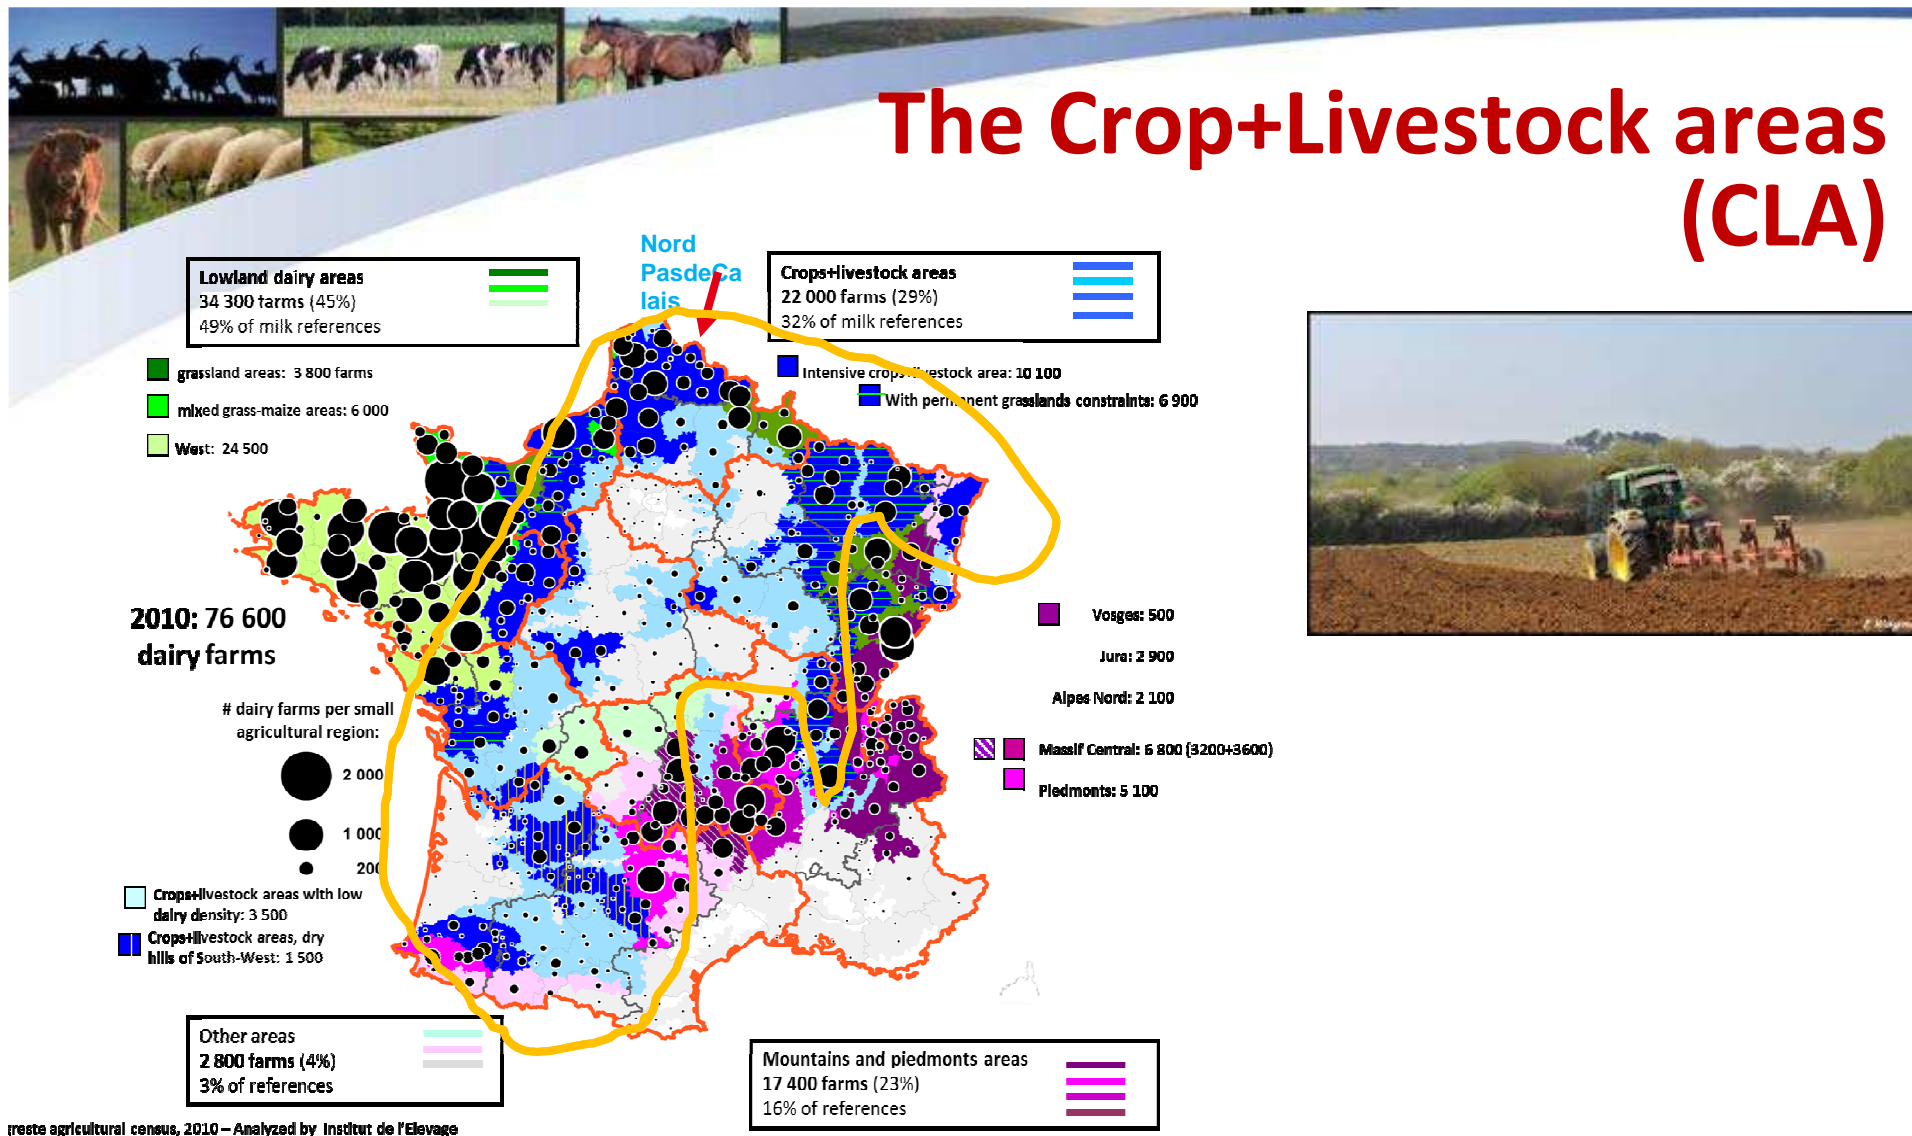 The Crop+Livestock areas
(CLA)
Nord
PasdeCa
lais
Lowland dairy areas
34 300 farms (45%)
49% of milk references
Crops+livestock areas
22 000 farms (29%)
32% of milk references
grassland areas: 3 800 farms
mixed grass-maize areas: 6 000
West: 24 500
Intensive crops+livestock area: 10 100
With permanent grasslands constraints: 6 900
2010: 76 600
dairy farms
# dairy farms per small
agricultural region:
2 000
1 000
200
Vosges: 500
Jura: 2 900
Alpes Nord: 2 100
Massif Central: 6 800 (3200+3600)
Piedmonts: 5 100
Crops+livestock areas with low
dairy density: 3 500
Crops+livestock areas, dry
hills of South-West: 1 500
Other areas
2 800 farms (4%)
3% of references
Mountains and piedmonts areas
17 400 farms (23%)
16% of references
greste agricultural census, 2010 – Analyzed by Institut de l'Elevage